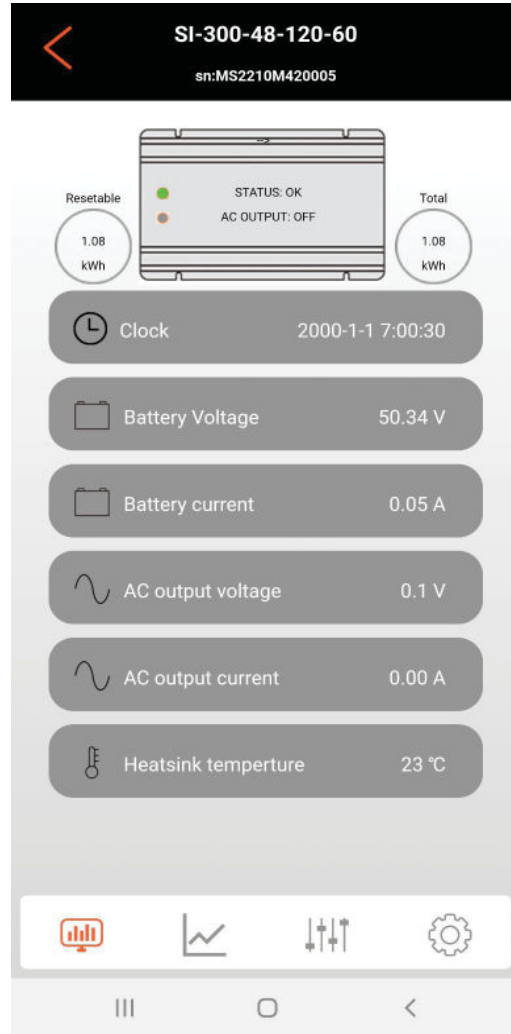 SI-300-48-120-60
sn:MS2210M420005
-->
STATUS: OK
AC OUTPUT: OFF
Resetable
1.08
kWh
Total
1.08
kWh
Clock 2000-1-1 7:00:30
Battery Voltage 50.34 V
Battery current 0.05 A
AC output voltage 0.1 V
AC output current 0.00 A
Heatsink temperture 23 ℃